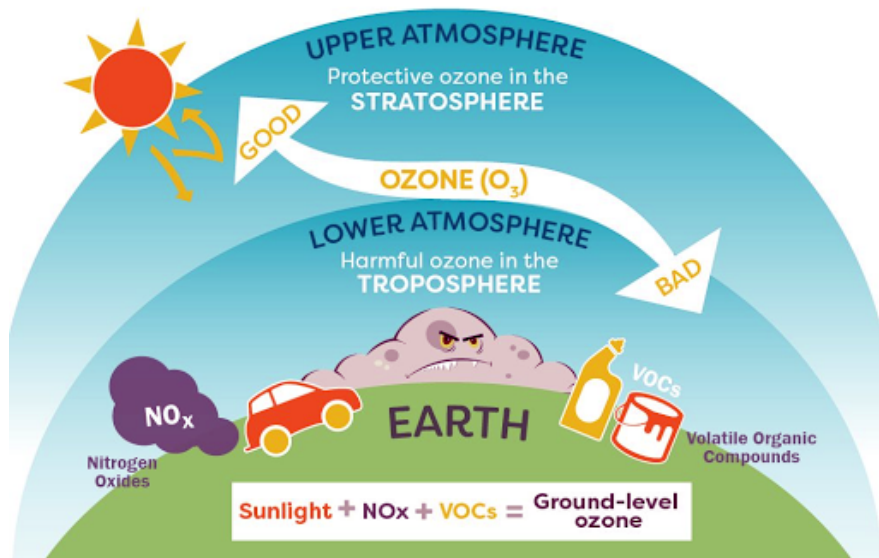 UPPER ATMOSPHERE
Protective ozone in the
STRATOSPHERE
GOOD
OZONE (O₃)
LOWER ATMOSPHERE
Harmful ozone in the
TROPOSPHERE
BAD
NOx
Nitrogen
Oxides
EARTH
VOCs
Volatile Organic
Compounds
Sunlight + NOx + VOCs = Ground-level
ozone